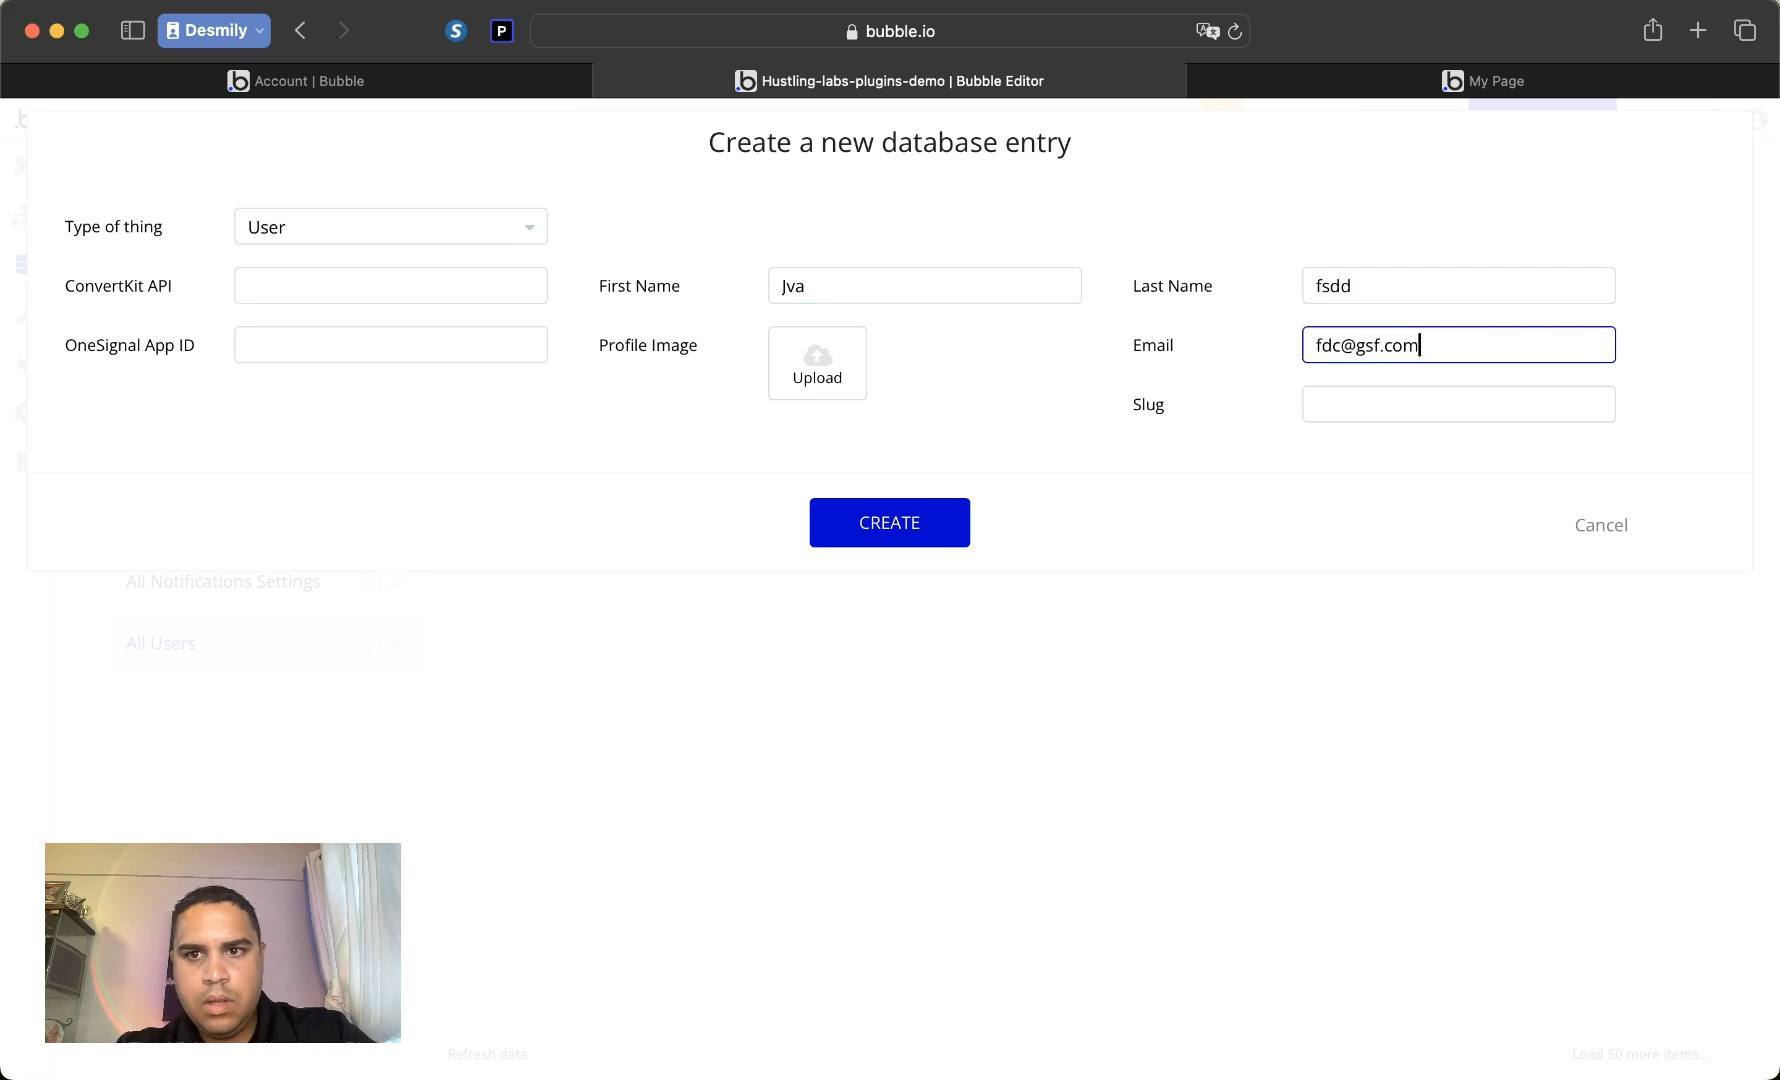 Desmily
S
P
bubble.io
Account | Bubble
Hustling-labs-plugins-demo | Bubble Editor
My Page
Create a new database entry
Type of thing
User
ConvertKit API
First Name
Jva
Last Name
fsdd
OneSignal App ID
Profile Image
Upload
Email
fdc@gsf.com
Slug
CREATE
Cancel
All Notifications Settings
All Users
Refresh data
Load 50 more items...